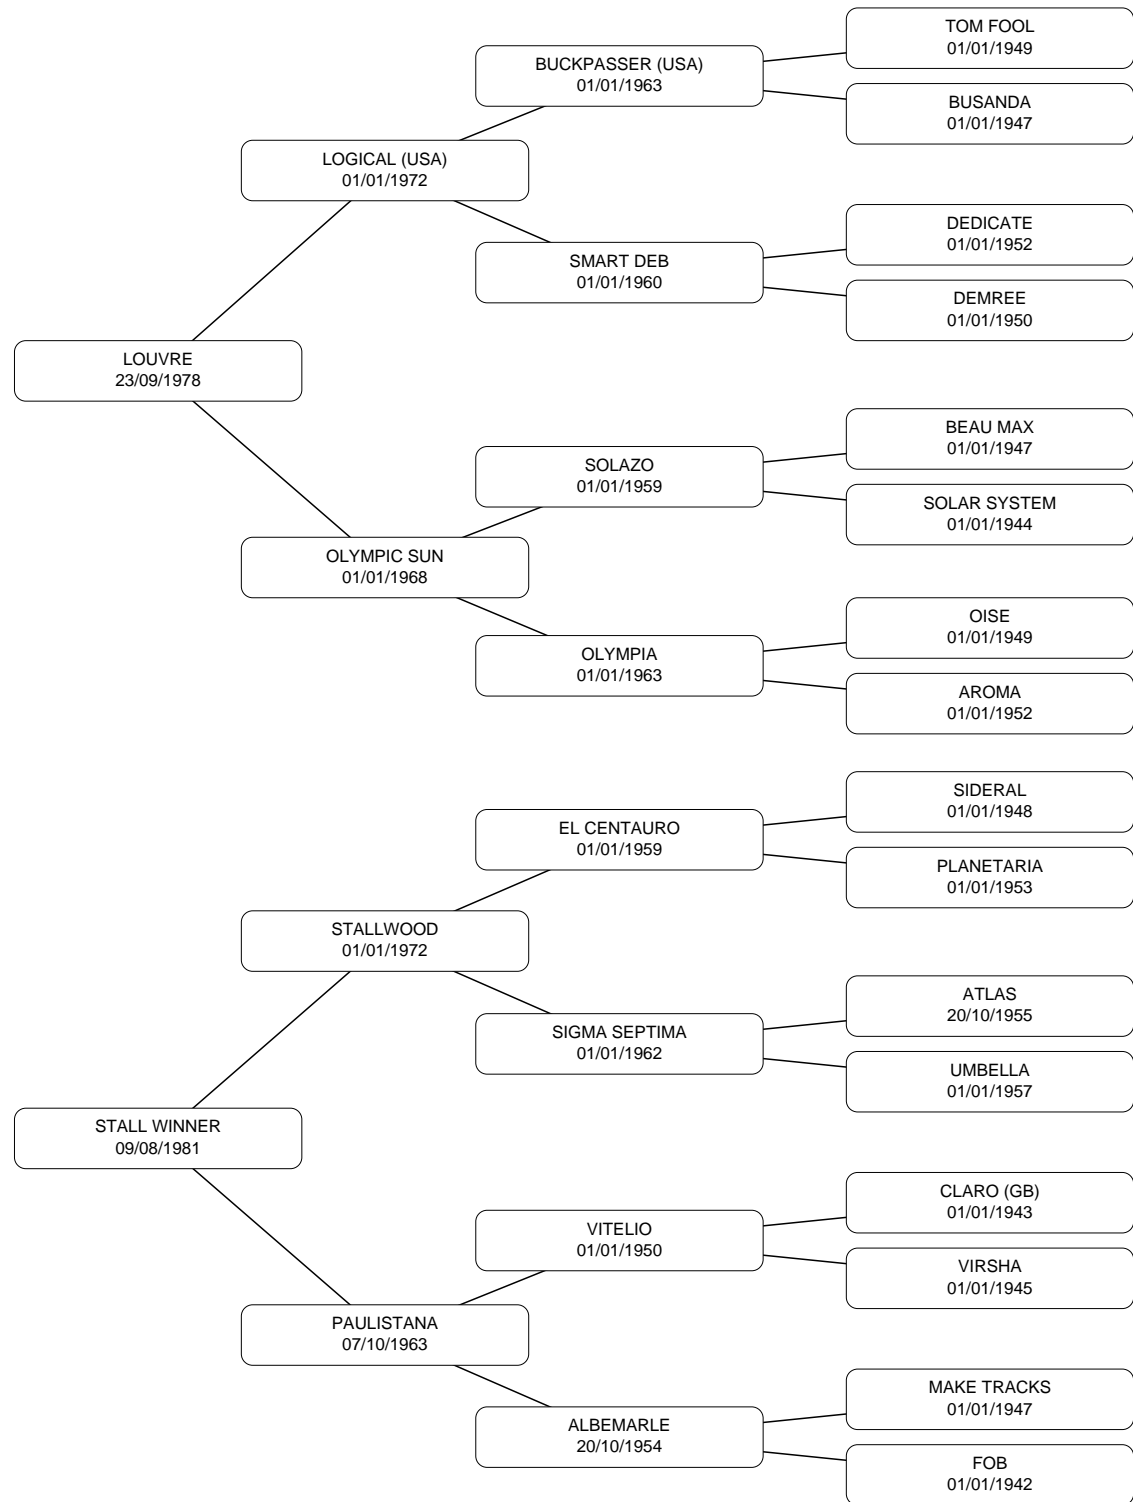 TOM FOOL
01/01/1949
BUCKPASSER (USA)
01/01/1963
BUSANDA
01/01/1947
LOGICAL (USA)
01/01/1972
DEDICATE
01/01/1952
SMART DEB
01/01/1960
DEMREE
01/01/1950
LOUVRE
23/09/1978
BEAU MAX
01/01/1947
SOLAZO
01/01/1959
SOLAR SYSTEM
01/01/1944
OLYMPIC SUN
01/01/1968
OISE
01/01/1949
OLYMPIA
01/01/1963
AROMA
01/01/1952
SIDERAL
01/01/1948
EL CENTAURO
01/01/1959
PLANETARIA
01/01/1953
STALLWOOD
01/01/1972
ATLAS
20/10/1955
SIGMA SEPTIMA
01/01/1962
UMBELLA
01/01/1957
STALL WINNER
09/08/1981
CLARO (GB)
01/01/1943
VITELIO
01/01/1950
VIRSHA
01/01/1945
PAULISTANA
07/10/1963
MAKE TRACKS
01/01/1947
ALBEMARLE
20/10/1954
FOB
01/01/1942